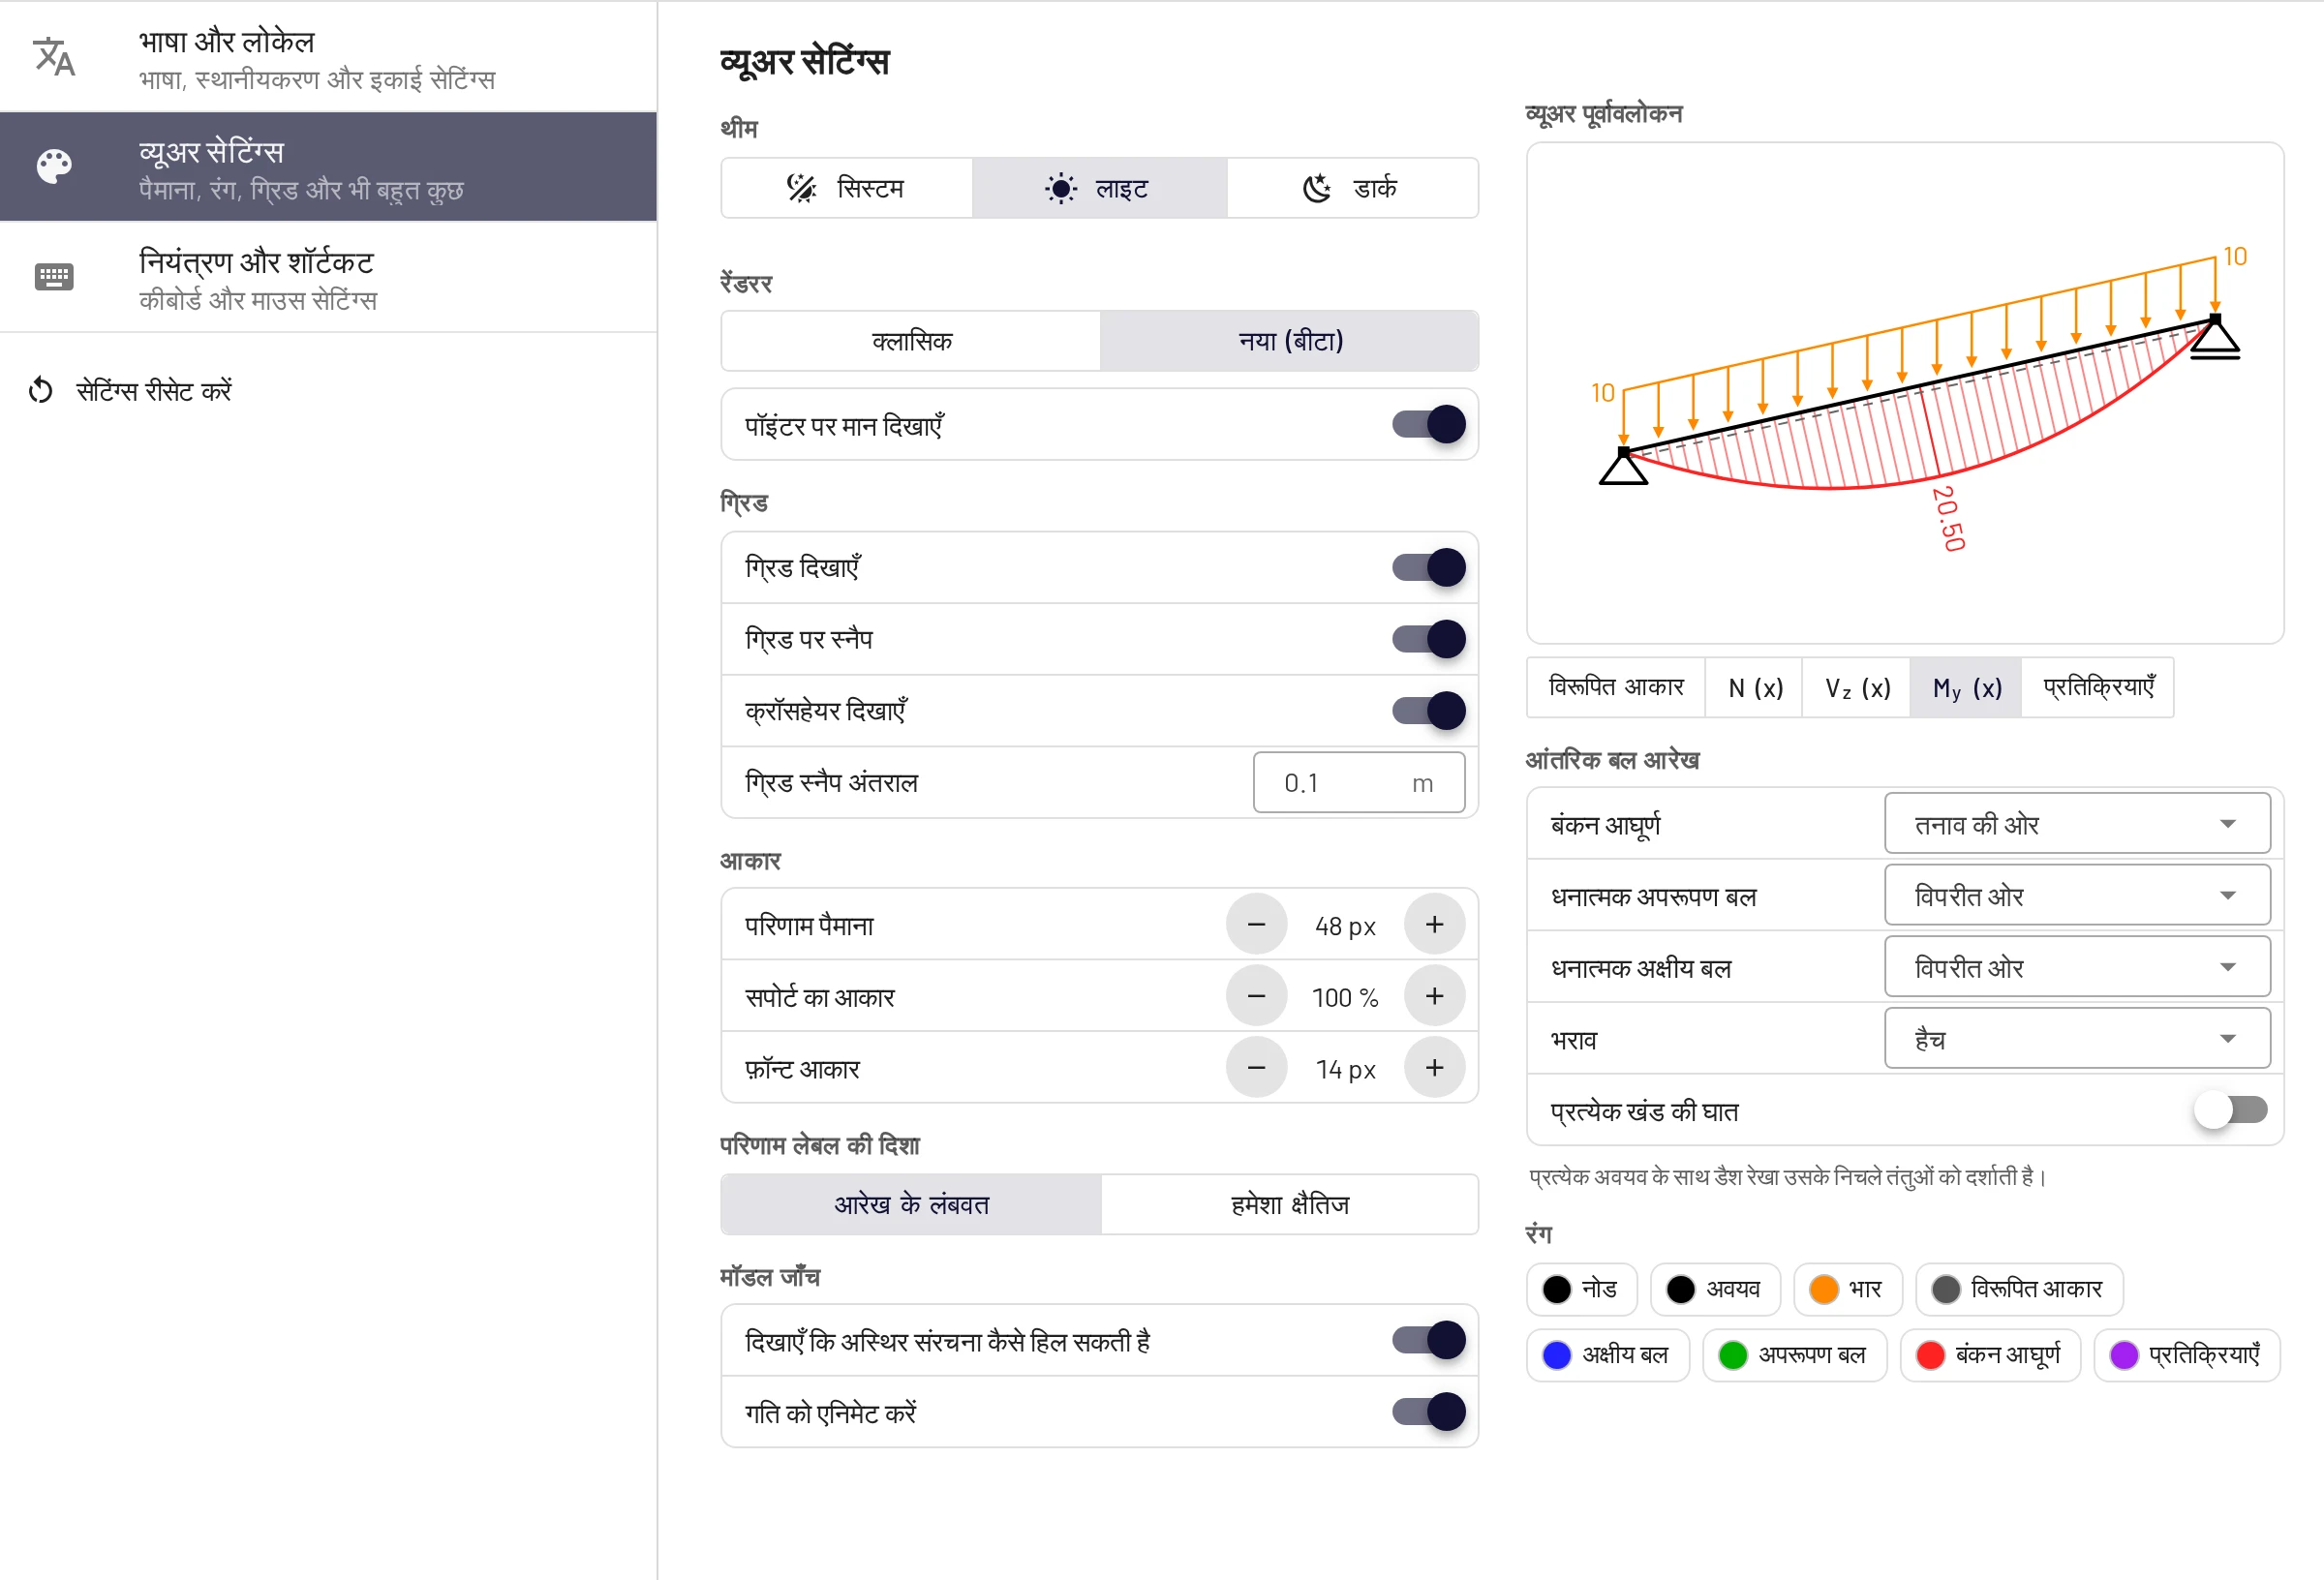 भाषा और लोकेल
भाषा, स्थानीयकरण और इकाई सेटिंग्स
व्यूअर सेटिंग्स
पैमाना, रंग, ग्रिड और भी बहुत कुछ
नियंत्रण और शॉर्टकट
कीबोर्ड और माउस सेटिंग्स
सेटिंग्स रीसेट करें
व्यूअर सेटिंग्स
थीम
सिस्टम
लाइट
डार्क
रेंडरर
क्लासिक
नया (बीटा)
पॉइंटर पर मान दिखाएँ
ग्रिड
ग्रिड दिखाएँ
ग्रिड पर स्नैप
क्रॉसहेयर दिखाएँ
ग्रिड स्नैप अंतराल
0.1 m
आकार
परिणाम पैमाना
− 48 px +
सपोर्ट का आकार
− 100 % +
फ़ॉन्ट आकार
− 14 px +
परिणाम लेबल की दिशा
आरेख के लंबवत
हमेशा क्षैतिज
मॉडल जाँच
दिखाएँ कि अस्थिर संरचना कैसे हिल सकती है
गति को एनिमेट करें
व्यूअर पूर्वावलोकन
10
10
20.50
विरूपित आकार
N (x)
Vz (x)
My (x)
प्रतिक्रियाएँ
आंतरिक बल आरेख
बंकन आघूर्ण
तनाव की ओर
धनात्मक अपरूपण बल
विपरीत ओर
धनात्मक अक्षीय बल
विपरीत ओर
भराव
हैच
प्रत्येक खंड की घात
प्रत्येक अवयव के साथ डैश रेखा उसके निचले तंतुओं को दर्शाती है।
रंग
नोड
अवयव
भार
विरूपित आकार
अक्षीय बल
अपरूपण बल
बंकन आघूर्ण
प्रतिक्रियाएँ